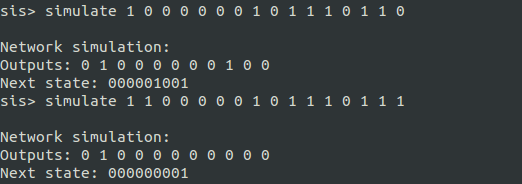 sis> simulate 1 0 0 0 0 0 0 1 0 1 1 1 0 1 1 0
Network simulation:
Outputs: 0 1 0 0 0 0 0 0 0 1 0 0
Next state: 000001001
sis> simulate 1 1 0 0 0 0 0 1 0 1 1 1 0 1 1 1
Network simulation:
Outputs: 0 1 0 0 0 0 0 0 0 0 0 0
Next state: 000000001